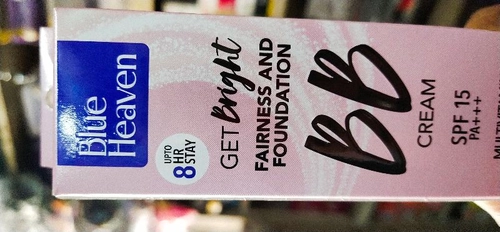 Blue
Heaven
UPTO
8 HR
STAY
GET Bright
FAIRNESS AND
FOUNDATION
BB
CREAM
SPF 15
PA+++